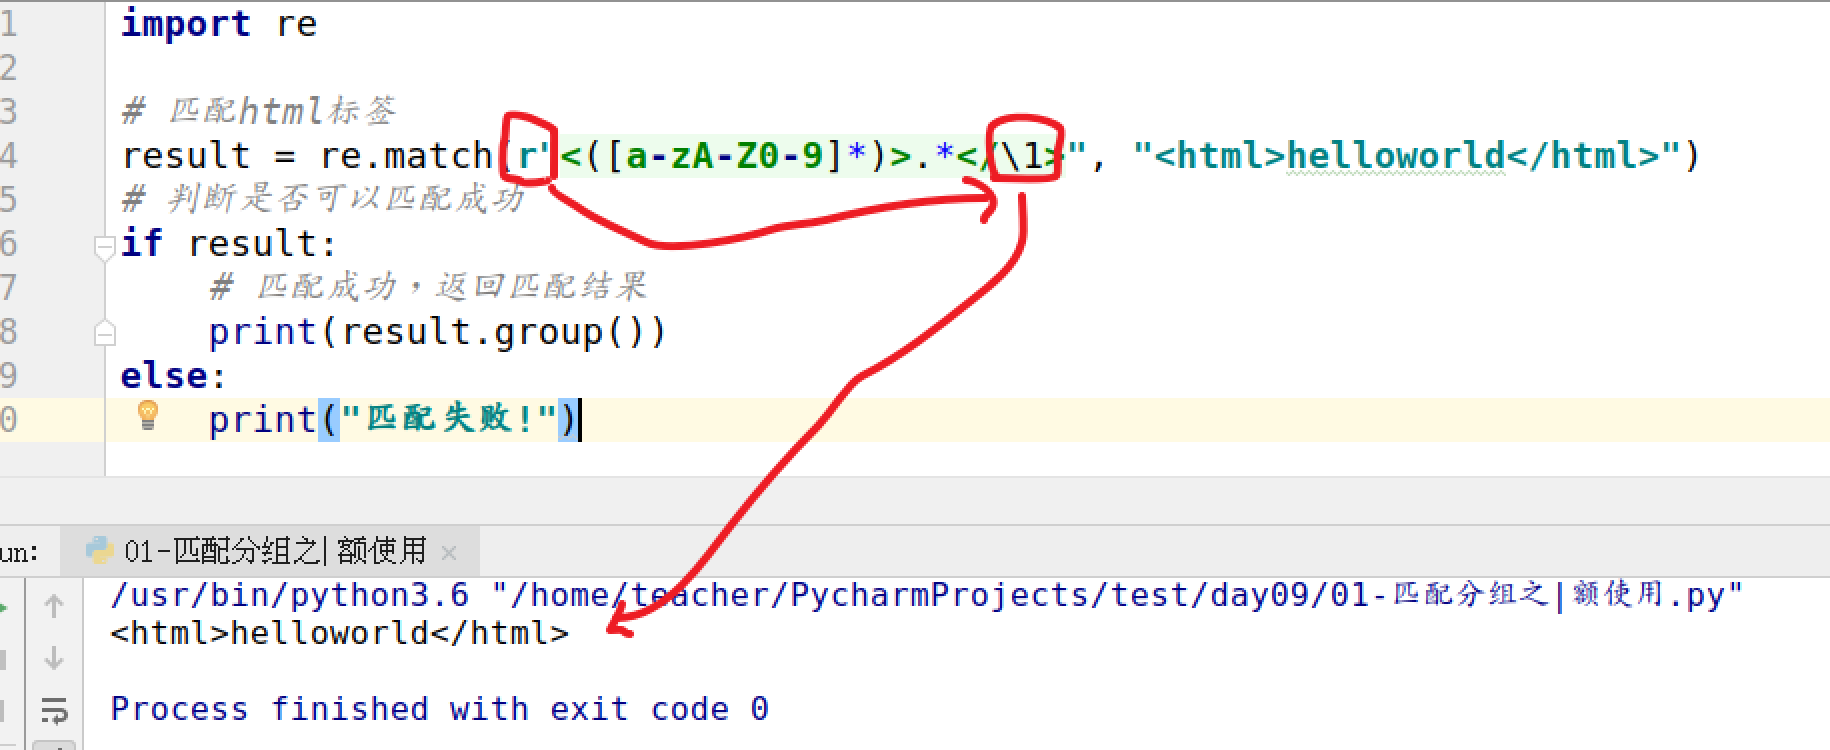 1 import re
2
3 # 匹配html标签
4 result = re.match(r"<([a-zA-Z0-9]*)>.*</\1>", "<html>helloworld</html>")
5 # 判断是否可以匹配成功
6 if result:
7 # 匹配成功，返回匹配结果
8 print(result.group())
9 else:
0 print("匹配失败!")
un: 01-匹配分组之|额使用
/usr/bin/python3.6 "/home/teacher/PycharmProjects/test/day09/01-匹配分组之|额使用.py"
<html>helloworld</html>
Process finished with exit code 0